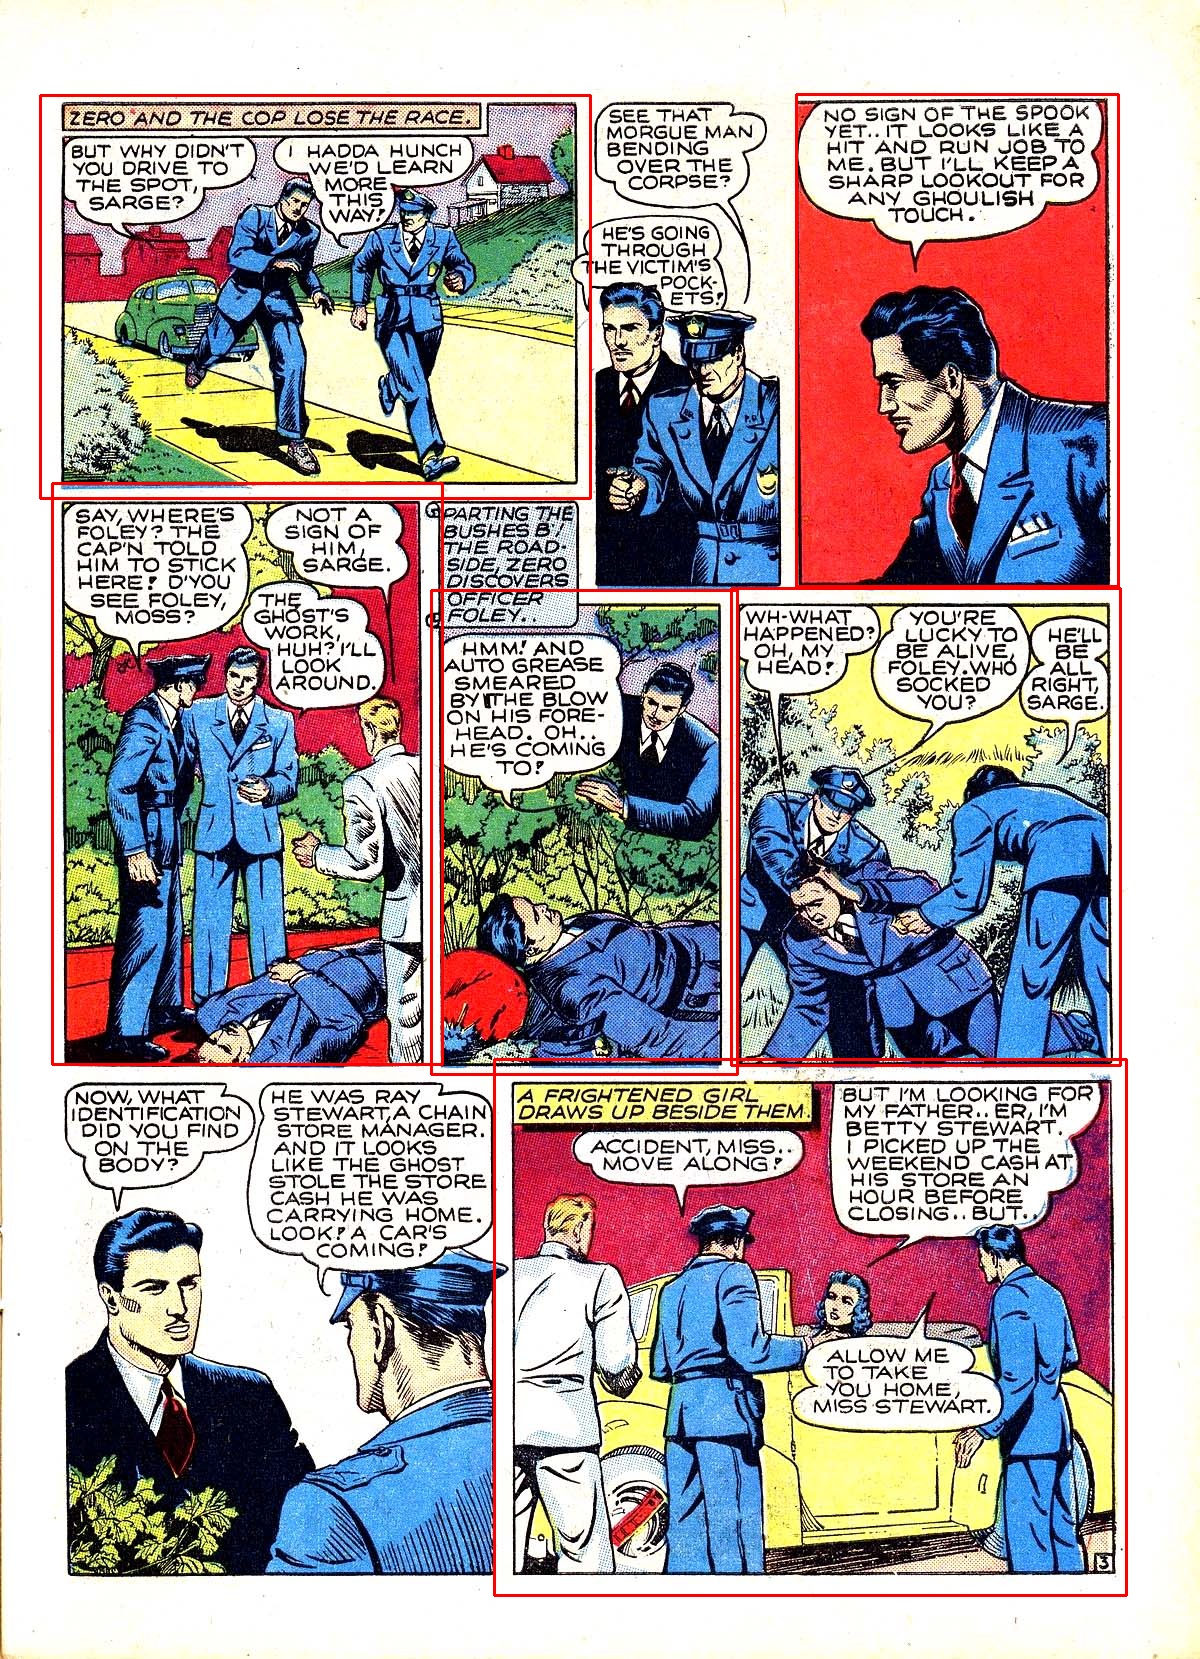 ZERO AND THE COP LOSE THE RACE.
BUT WHY DIDN'T
YOU DRIVE TO
THE SPOT,
SARGE?
I HADDA HUNCH
WE'D LEARN
MORE
THIS
WAY!
SEE THAT
MORGUE MAN
BENDING
OVER THE
CORPSE?
HE'S GOING
THROUGH
THE VICTIM'S
POCK-
ETS!
NO SIGN OF THE SPOOK
YET.. IT LOOKS LIKE A
HIT AND RUN JOB TO
ME. BUT I'LL KEEP A
SHARP LOOKOUT FOR
ANY GHOULISH
TOUCH.
SAY, WHERE'S
FOLEY? THE
CAP'N TOLD
HIM TO STICK
HERE! D'YOU
SEE FOLEY,
MOSS?
NOT A
SIGN OF
HIM,
SARGE.
THE
GHOST'S
WORK,
HUH? I'LL
LOOK
AROUND.
PARTING THE
BUSHES BY
THE ROAD-
SIDE, ZERO
DISCOVERS
OFFICER
FOLEY..
HMM! AND
AUTO GREASE
SMEARED
BY THE BLOW
ON HIS FORE-
HEAD. OH..
HE'S COMING
TO!
WH-WHAT
HAPPENED?
OH, MY
HEAD!
YOU'RE
LUCKY TO
BE ALIVE,
FOLEY. WHO
SOCKED
YOU?
HE'LL
BE
ALL
RIGHT,
SARGE.
NOW, WHAT
IDENTIFICATION
DID YOU FIND
ON THE
BODY?
HE WAS RAY
STEWART, A CHAIN
STORE MANAGER.
AND IT LOOKS
LIKE THE GHOST
STOLE THE STORE
CASH HE WAS
CARRYING HOME.
LOOK! A CAR'S
COMING!
A FRIGHTENED GIRL
DRAWS UP BESIDE THEM.
ACCIDENT, MISS..
MOVE ALONG!
BUT I'M LOOKING FOR
MY FATHER.. ER, I'M
BETTY STEWART.
I PICKED UP THE
WEEKEND CASH AT
HIS STORE AN
HOUR BEFORE
CLOSING.. BUT..
ALLOW ME
TO TAKE
YOU HOME,
MISS STEWART.
3